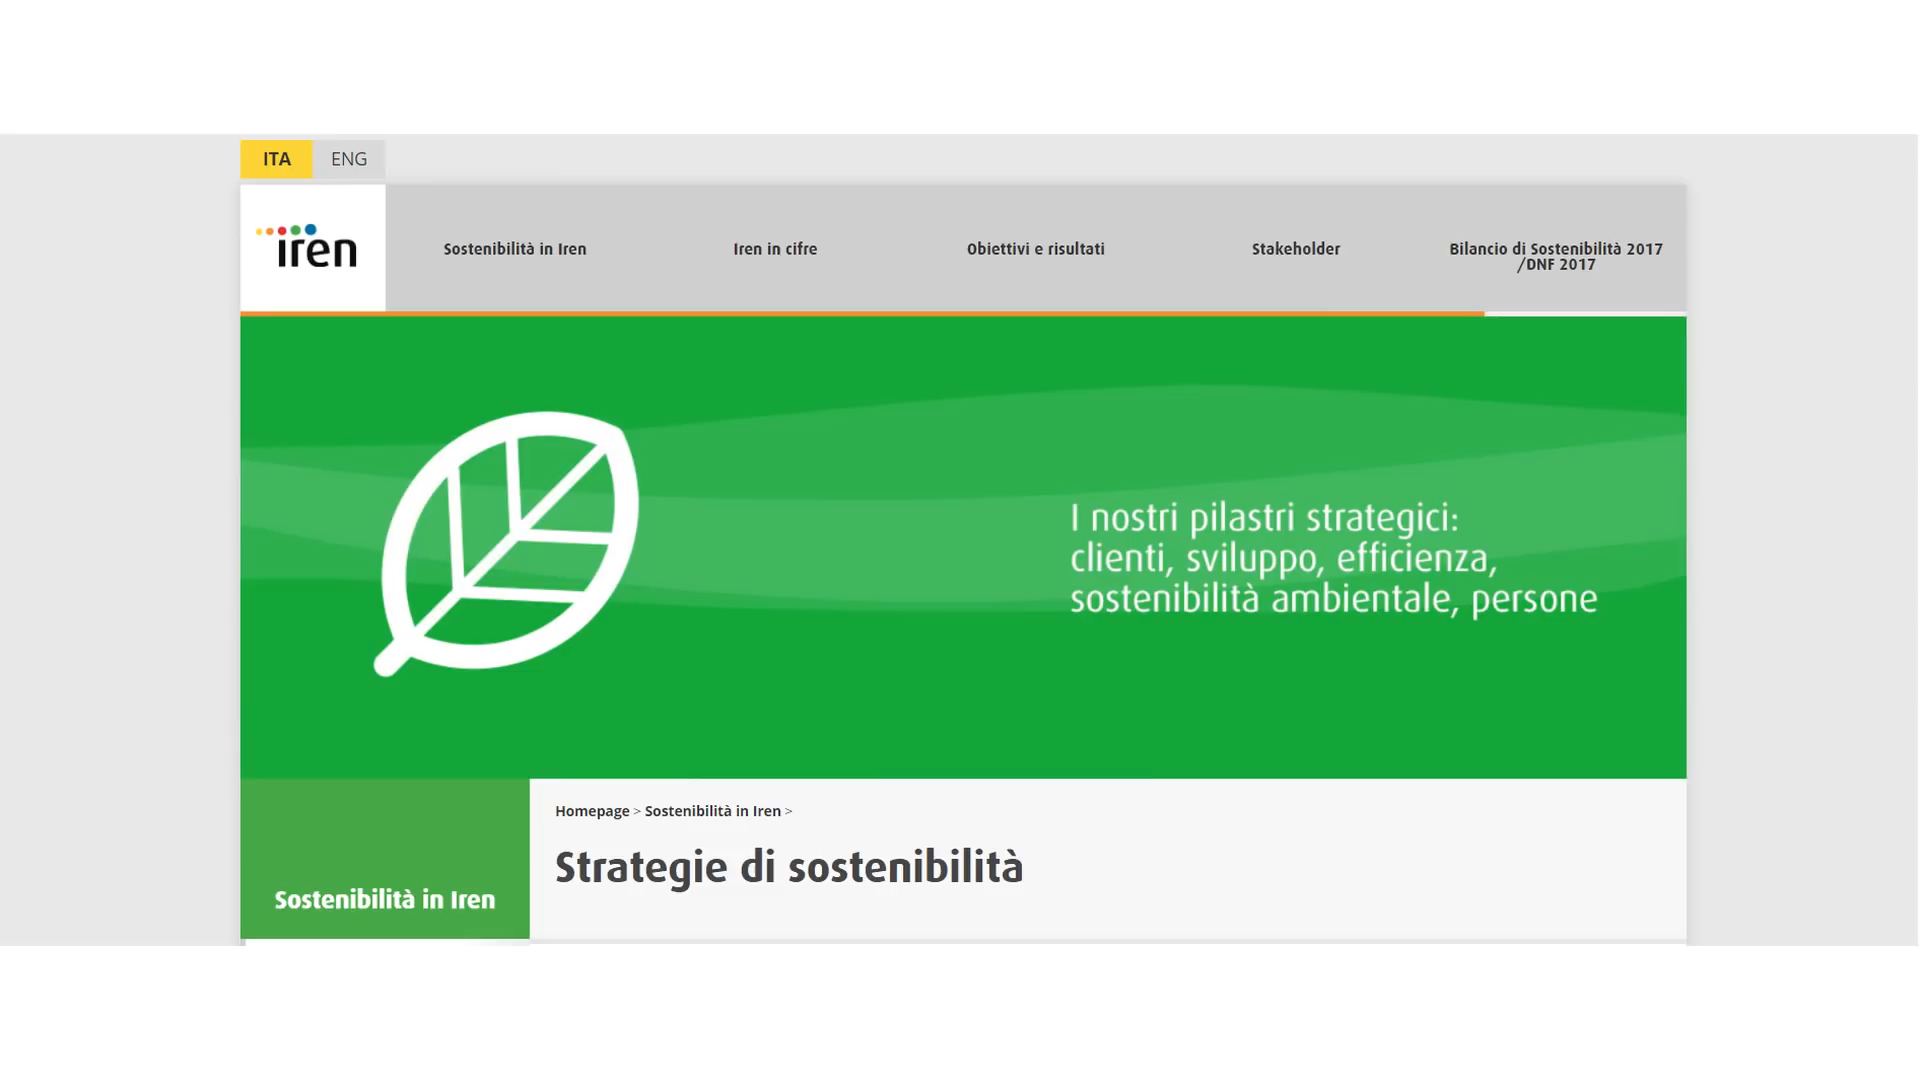 ITA ENG
iren
Sostenibilità in Iren
Iren in cifre
Obiettivi e risultati
Stakeholder
Bilancio di Sostenibilità 2017
/DNF 2017
I nostri pilastri strategici:
clienti, sviluppo, efficienza,
sostenibilità ambientale, persone
Sostenibilità in Iren
Homepage > Sostenibilità in Iren >
Strategie di sostenibilità